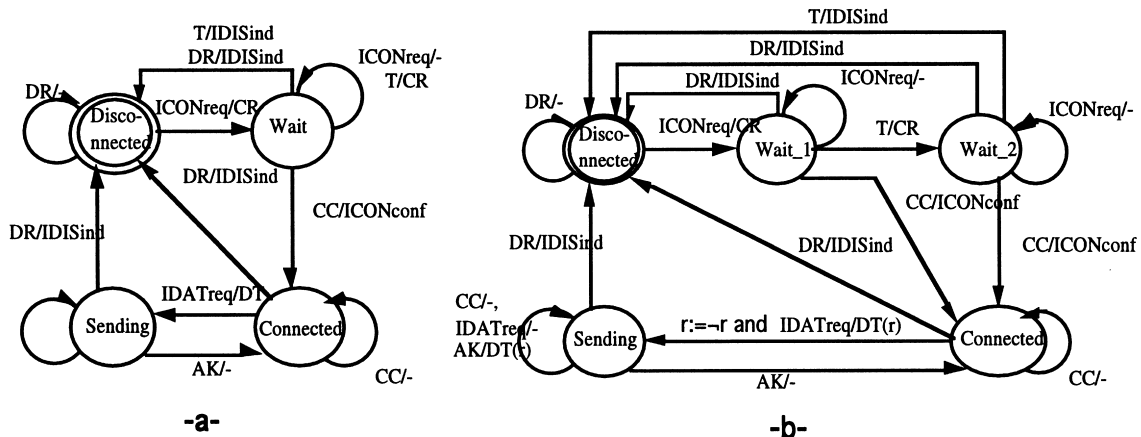 T/IDISind
DR/IDISind
ICONreq/-
T/CR
DR/-
Disco-
nnected
ICONreq/CR
Wait
DR/IDISind
CC/ICONconf
DR/IDISind
IDATreq/DT
Sending
Connected
AK/-
CC/-
-a-
T/IDISind
DR/IDISind
DR/IDISind
ICONreq/-
DR/-
Disco-
nnected
ICONreq/CR
Wait_1
T/CR
Wait_2
ICONreq/-
CC/ICONconf
DR/IDISind
DR/IDISind
CC/ICONconf
CC/-,
IDATreq/-
AK/DT(r)
Sending
r:=¬r and IDATreq/DT(r)
Connected
AK/-
CC/-
-b-